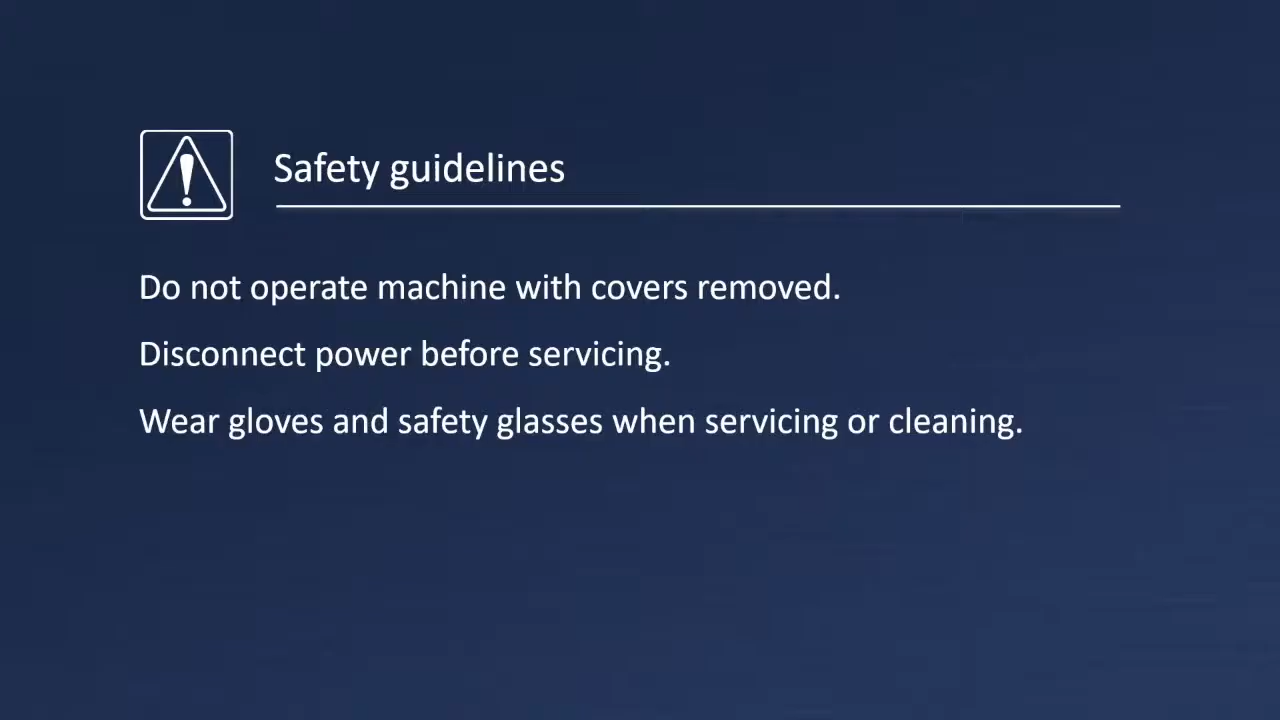 Safety guidelines
Do not operate machine with covers removed.
Disconnect power before servicing.
Wear gloves and safety glasses when servicing or cleaning.